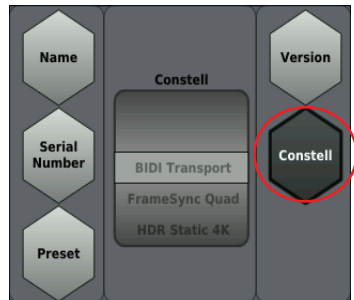 Name
Serial
Number
Preset
Constell
BIDI Transport
FrameSync Quad
HDR Static 4K
Version
Constell